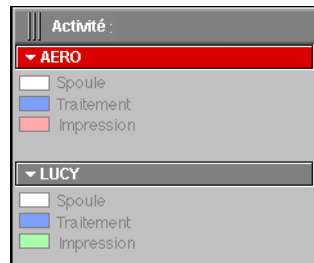 Activité :
AERO
Spoule
Traitement
Impression
LUCY
Spoule
Traitement
Impression